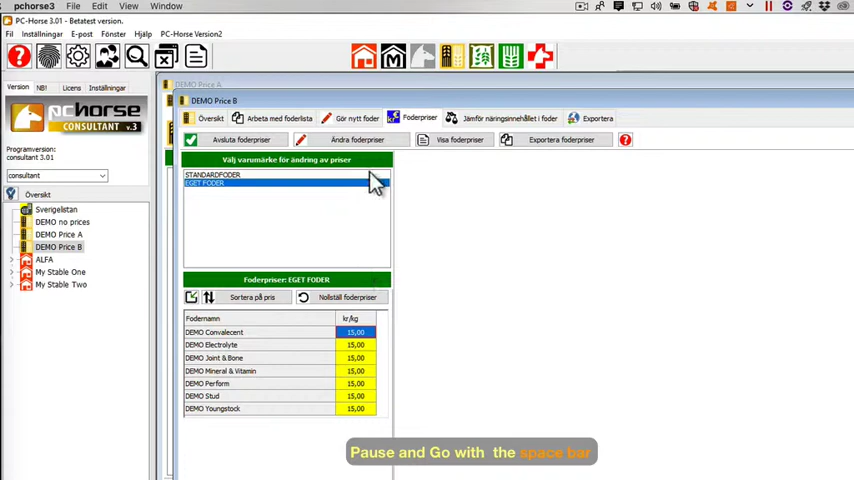 pchorse3 File Edit View Window
PC-Horse 3.01 - Betatest version.
Fil Inställningar E-post Fönster Hjälp PC-Horse Version2
Version NB! Licens Inställningar
pchorse
CONSULTANT v.3
Programversion:
consultant 3.01
consultant
Översikt
Sverigelistan
DEMO no prices
DEMO Price A
DEMO Price B
ALFA
My Stable One
My Stable Two
DEMO Price A
DEMO Price B
Översikt Arbeta med foderlista Gör nytt foder Foderpriser Jämför näringsinnehållet i foder Exportera
Avsluta foderpriser Ändra foderpriser Visa foderpriser Exportera foderpriser
Välj varumärke för ändring av priser
STANDARDFODER
EGET FODER
Foderpriser: EGET FODER
Sortera på pris Nollställ foderpriser
Fodernamn kr/kg
DEMO Convalecent 15,00
DEMO Electrolyte 15,00
DEMO Joint & Bone 15,00
DEMO Mineral & Vitamin 15,00
DEMO Perform 15,00
DEMO Stud 15,00
DEMO Youngstock 15,00
Pause and Go with the space bar